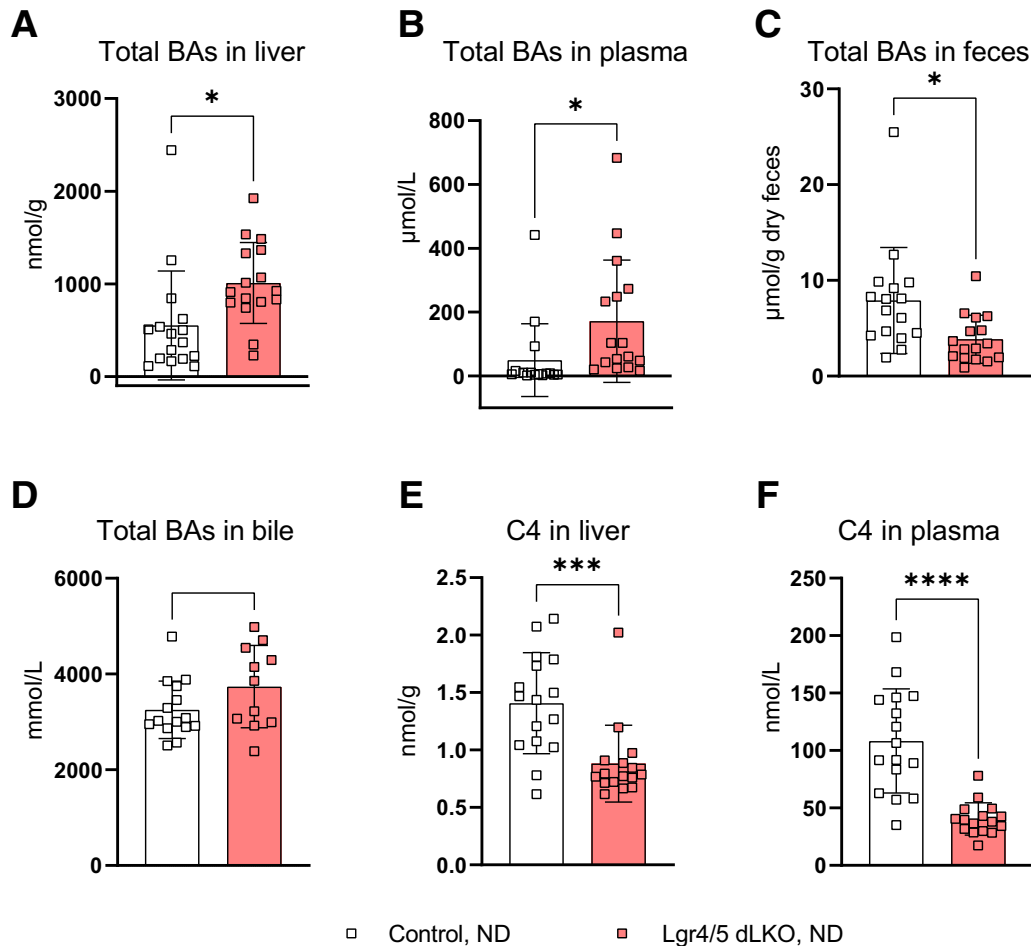 A
Total BAs in liver
nmol/g
3000
2000
1000
0
*
B
Total BAs in plasma
µmol/L
800
600
400
200
0
*
C
Total BAs in feces
µmol/g dry feces
30
20
10
0
*
D
Total BAs in bile
mmol/L
6000
4000
2000
0
E
C4 in liver
nmol/g
2.5
2.0
1.5
1.0
0.5
0.0
***
F
C4 in plasma
nmol/L
250
200
150
100
50
0
****
Control, ND
Lgr4/5 dLKO, ND